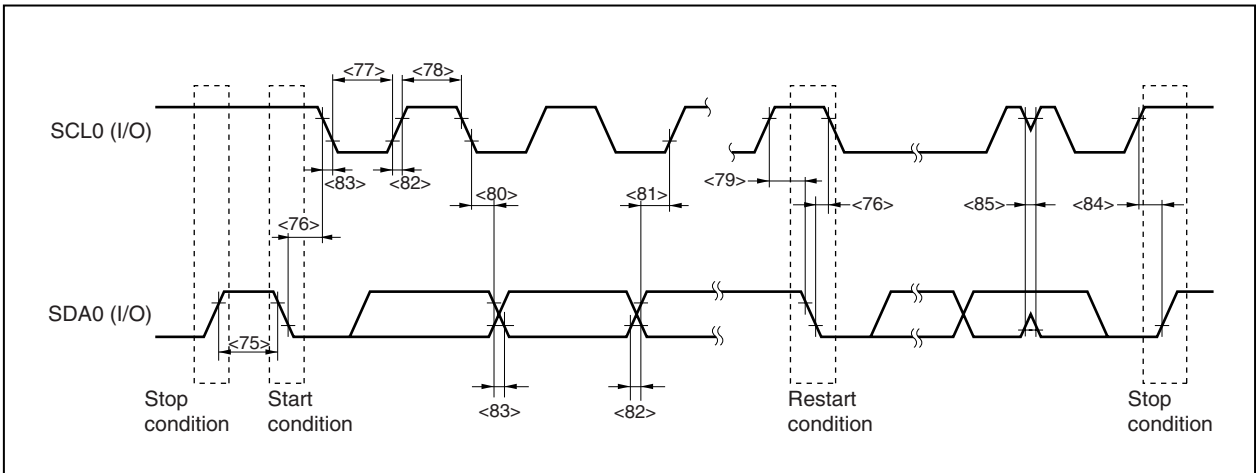 <77>
<78>
SCL0 (I/O)
<83>
<82>
<80>
<81>
<79>
<76>
<85>
<84>
<76>
SDA0 (I/O)
<75>
<83>
<82>
Stop
condition
Start
condition
Restart
condition
Stop
condition